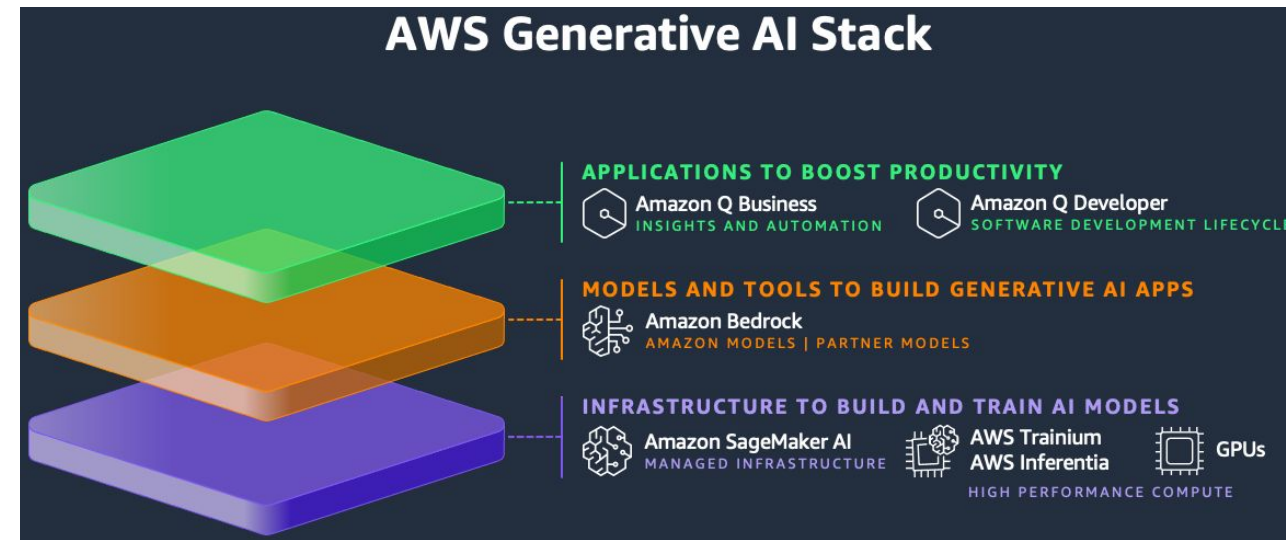 AWS Generative AI Stack
APPLICATIONS TO BOOST PRODUCTIVITY
Amazon Q Business
INSIGHTS AND AUTOMATION
Amazon Q Developer
SOFTWARE DEVELOPMENT LIFECYCLE
MODELS AND TOOLS TO BUILD GENERATIVE AI APPS
Amazon Bedrock
AMAZON MODELS | PARTNER MODELS
INFRASTRUCTURE TO BUILD AND TRAIN AI MODELS
Amazon SageMaker AI
MANAGED INFRASTRUCTURE
AWS Trainium
AWS Inferentia
GPUs
HIGH PERFORMANCE COMPUTE